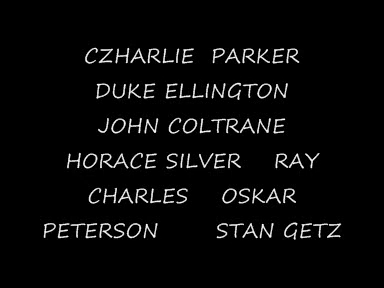 CZHARLIE PARKER
DUKE ELLINGTON
JOHN COLTRANE
HORACE SILVER RAY
CHARLES OSKAR
PETERSON STAN GETZ